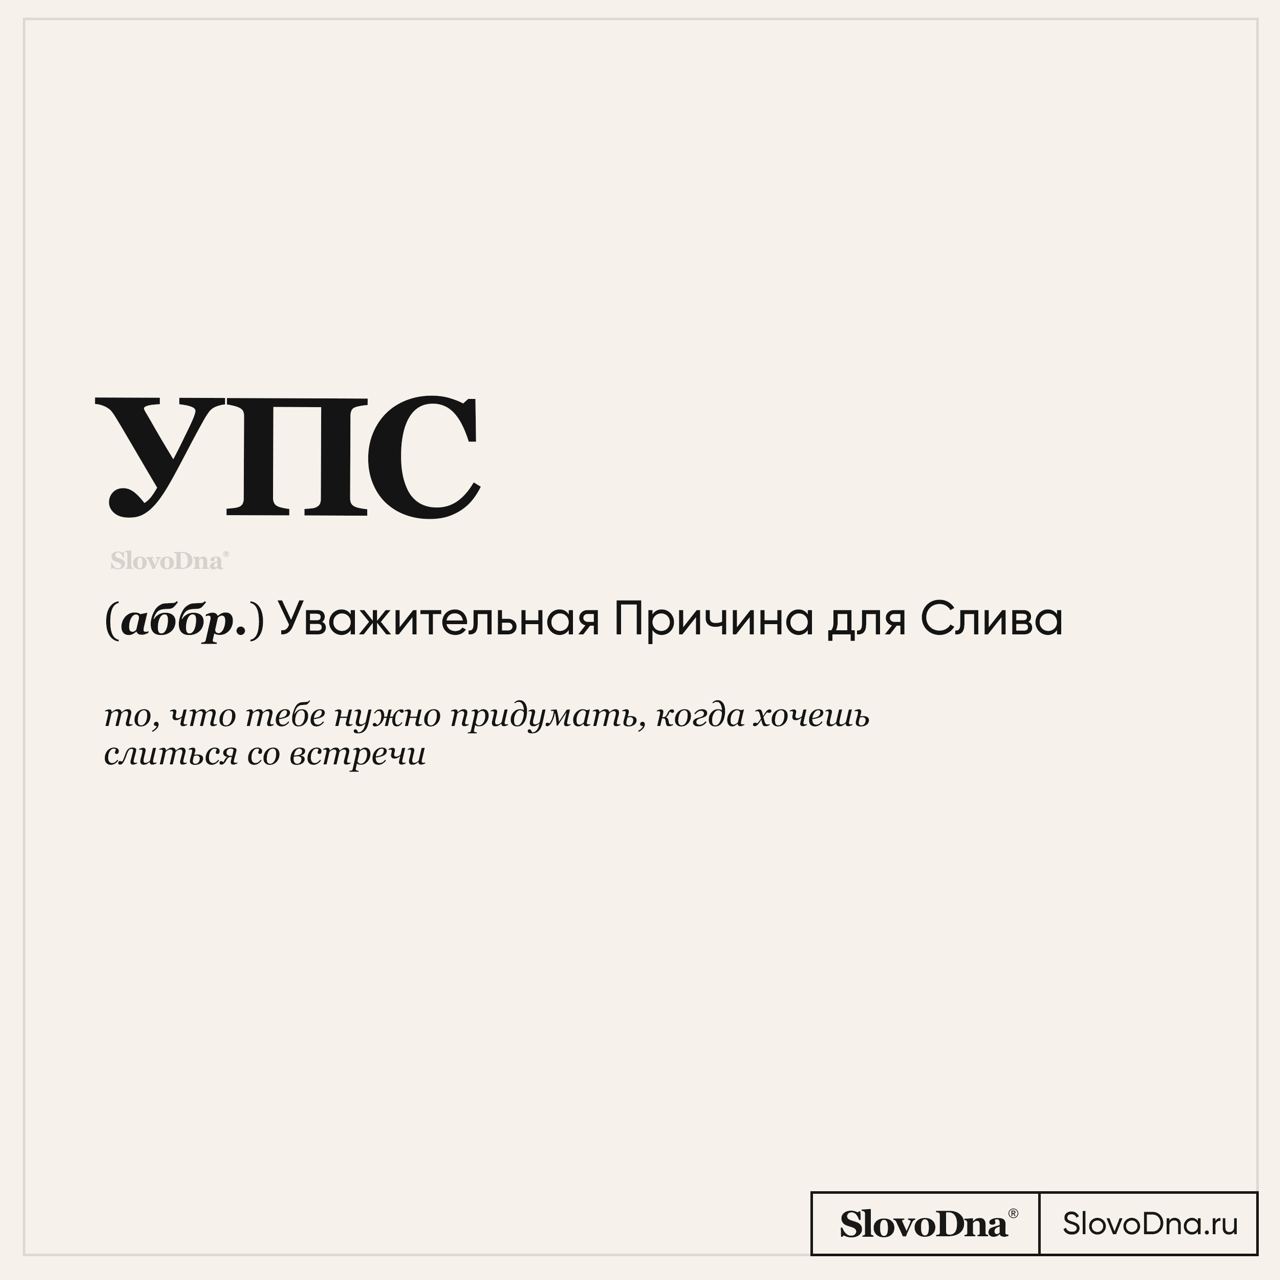 УПС
SlovoDna®
(аббр.) Уважительная Причина для Слива
то, что тебе нужно придумать, когда хочешь
слиться со встречи
SlovoDna® SlovoDna.ru